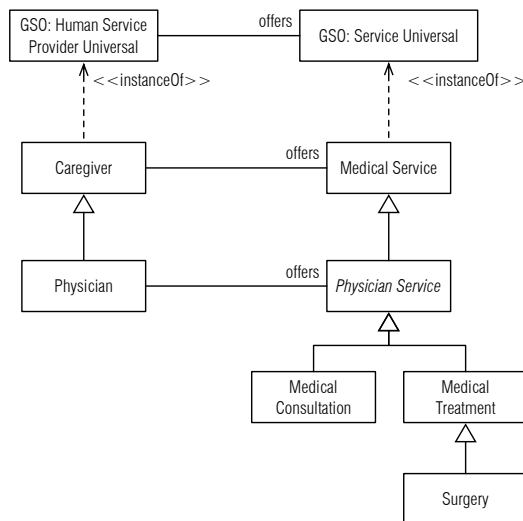 GSO: Human Service
Provider Universal
offers
GSO: Service Universal
<<instanceOf>>
<<instanceOf>>
Caregiver
offers
Medical Service
Physician
offers
Physician Service
Medical
Consultation
Medical
Treatment
Surgery